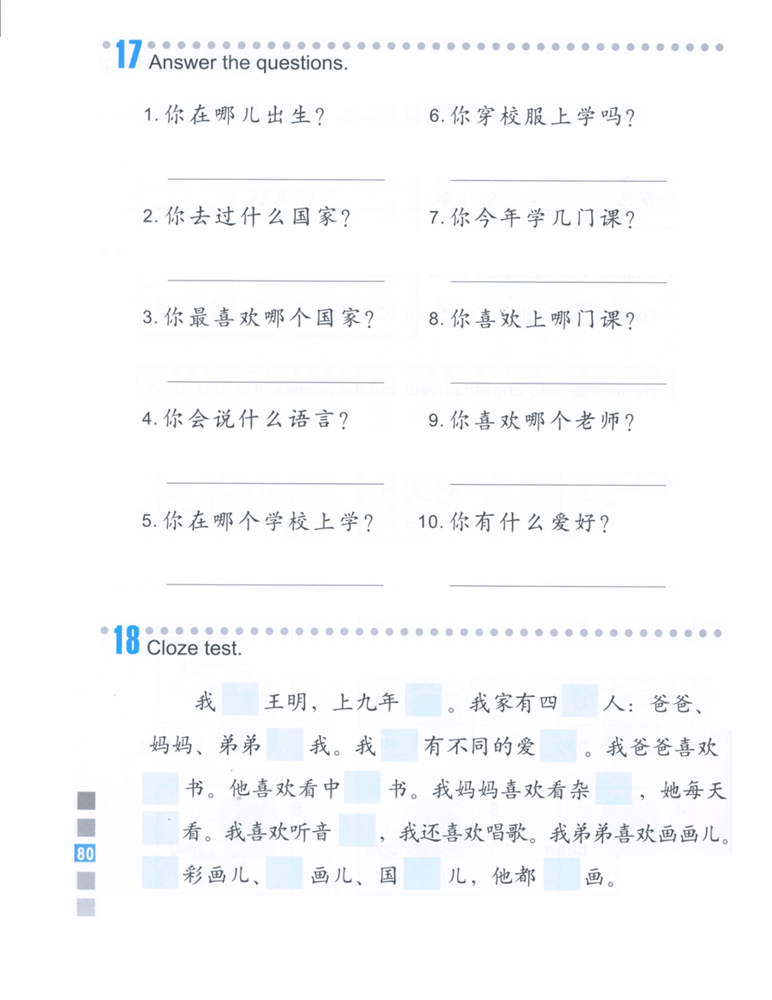 17 Answer the questions.
1. 你在哪儿出生？
6. 你穿校服上学吗？
2. 你去过什么国家？
7. 你今年学几门课？
3. 你最喜欢哪个国家？
8. 你喜欢上哪门课？
4. 你会说什么语言？
9. 你喜欢哪个老师？
5. 你在哪个学校上学？
10. 你有什么爱好？
18 Cloze test.
我 王明，上九年 。我家有四 人：爸爸、
妈妈、弟弟 我。我 有不同的爱 。我爸爸喜欢
书。他喜欢看中 书。我妈妈喜欢看杂 ，她每天
看。我喜欢听音 ，我还喜欢唱歌。我弟弟喜欢画画儿。
彩画儿、 画儿、国 儿，他都 画。
80